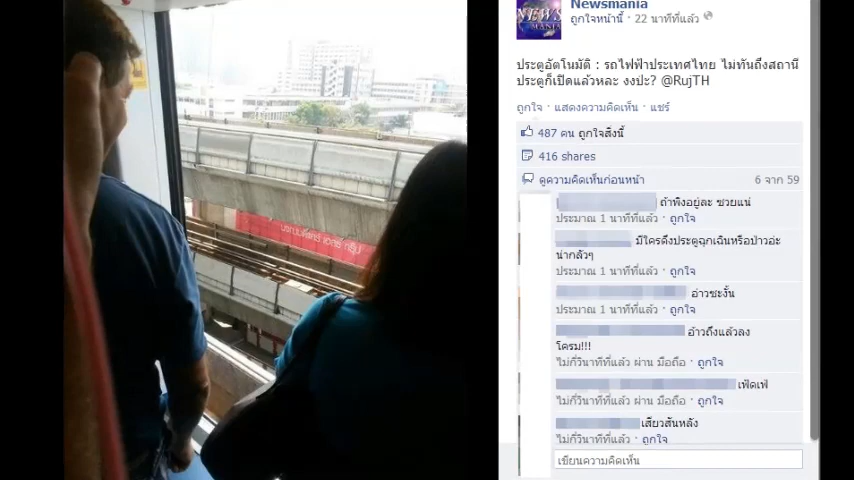 Newsmania
ถูกใจหน้านี้ · 22 นาทีที่แล้ว
NEWS
MANIA
ประตูอัตโนมัติ : รถไฟฟ้าประเทศไทย ไม่ทันถึงสถานี
ประตูก็เปิดแล้วหละ งงปะ? @RujTH
ถูกใจ · แสดงความคิดเห็น · แชร์
487 คน ถูกใจสิ่งนี้
416 shares
ดูความคิดเห็นก่อนหน้า 6 จาก 59
ถ้าพิงอยู่ละ ซวยแน่
ประมาณ 1 นาทีที่แล้ว · ถูกใจ
มีใครดึงประตูฉุกเฉินหรือป่าวอ่ะ
น่ากลัวๆ
ประมาณ 1 นาทีที่แล้ว · ถูกใจ
อ่าวซะงั้น
ประมาณ 1 นาทีที่แล้ว · ถูกใจ
อ้าวถึงแล้วลง
โครม!!!
ไม่กี่วินาทีที่แล้ว ผ่าน มือถือ · ถูกใจ
เฟ้ดเฟ่
ไม่กี่วินาทีที่แล้ว ผ่าน มือถือ · ถูกใจ
เสียวสันหลัง
ไม่กี่วินาทีที่แล้ว · ถูกใจ
เขียนความคิดเห็น